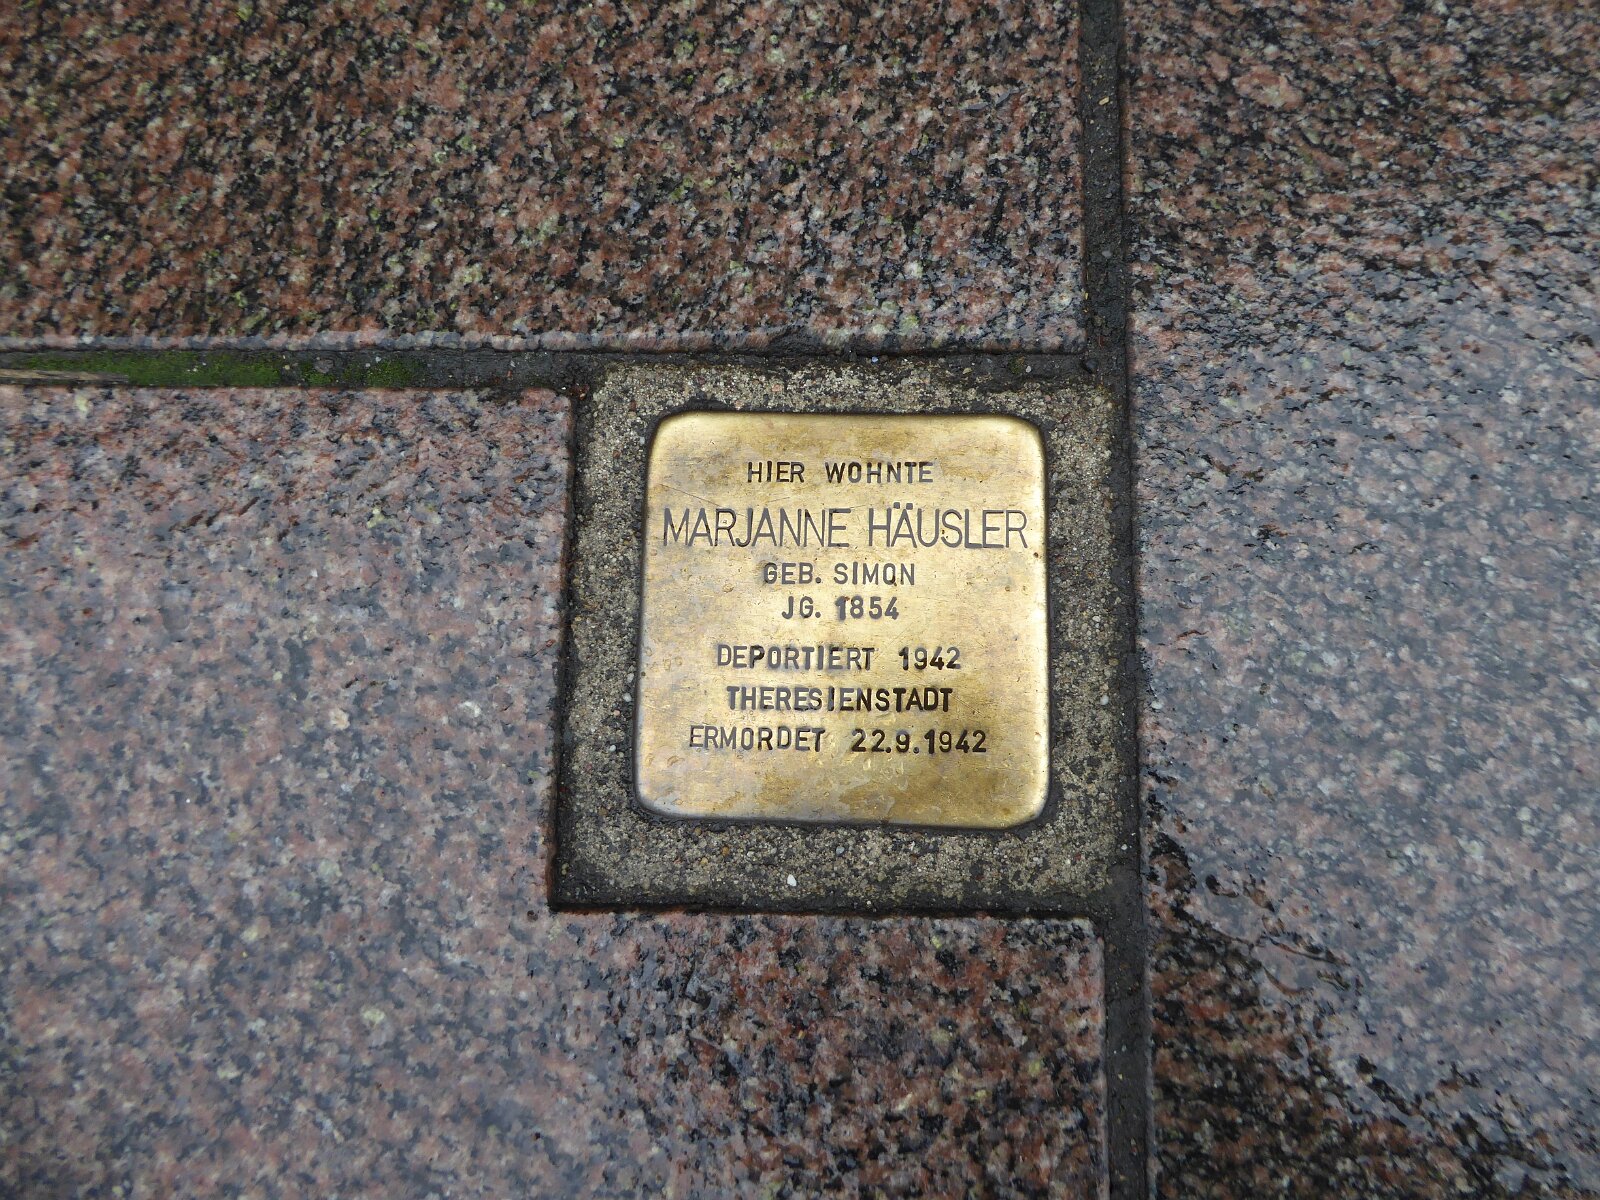 HIER WOHNTE
MARJANNE HÄUSLER
GEB. SIMON
JG. 1854
DEPORTIERT 1942
THERESIENSTADT
ERMORDET 22.9.1942